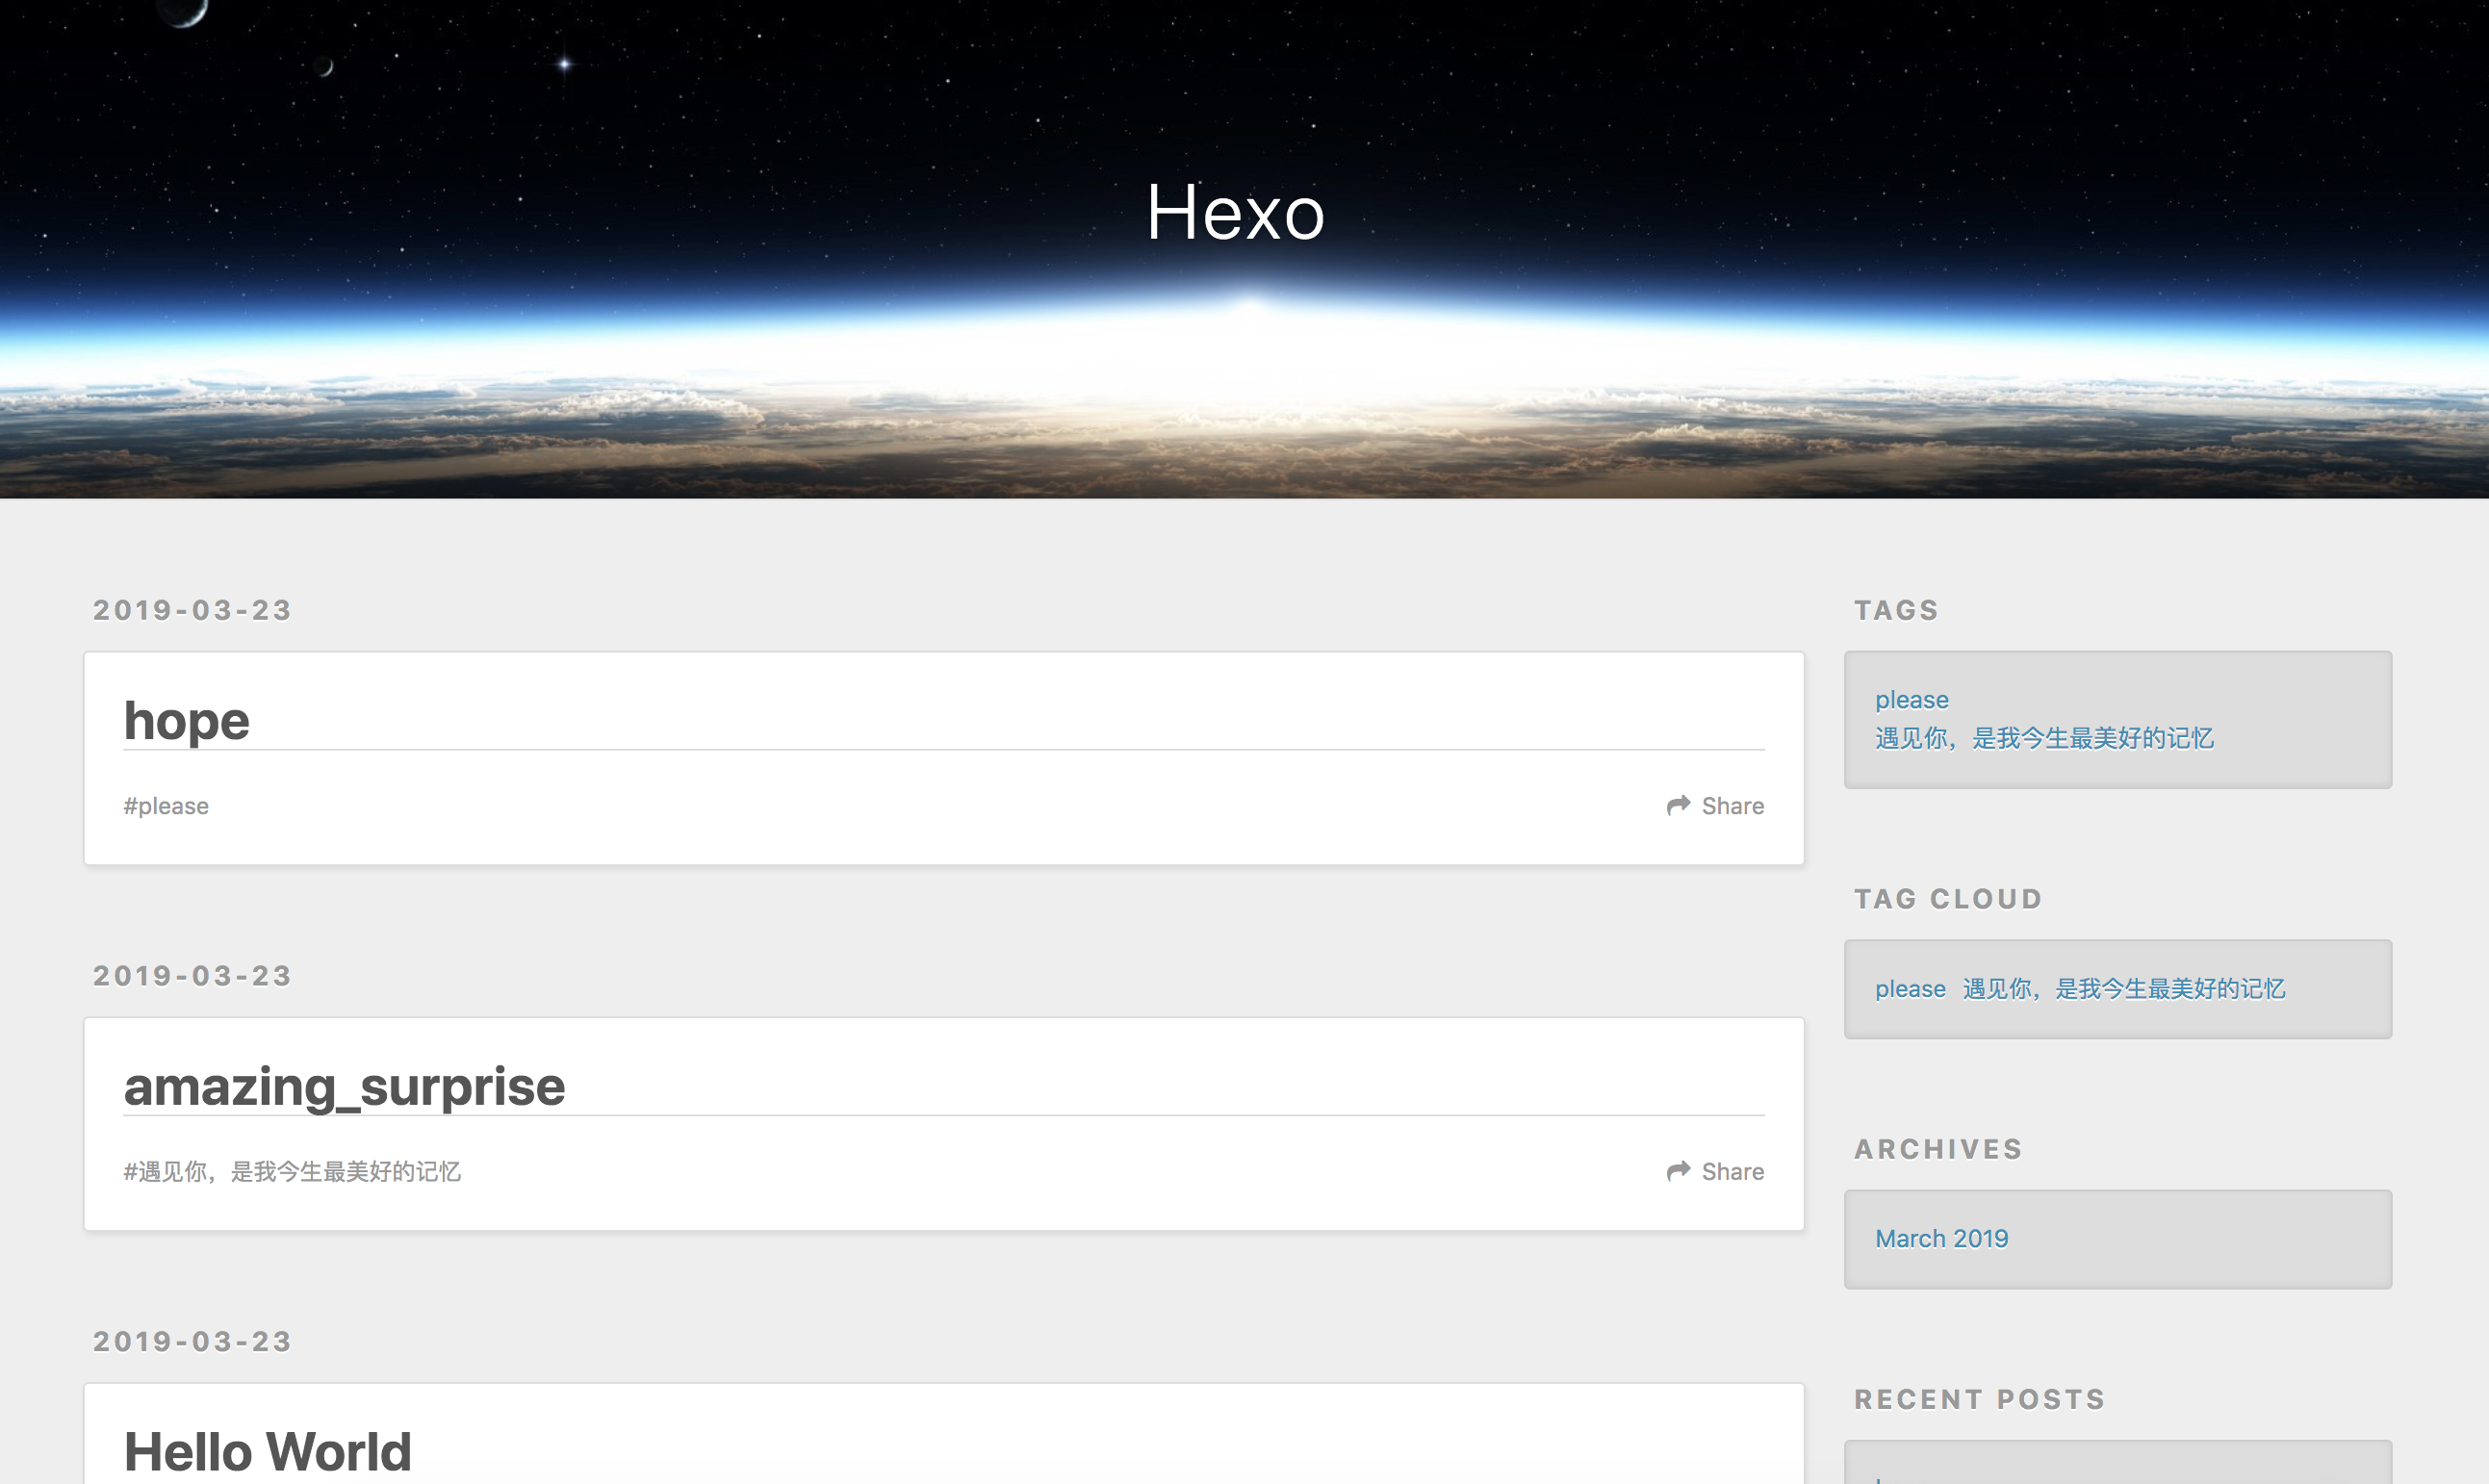 Hexo
2019-03-23
hope
#please
Share
2019-03-23
amazing_surprise
#遇见你，是我今生最美好的记忆
Share
2019-03-23
Hello World
TAGS
please
遇见你，是我今生最美好的记忆
TAG CLOUD
please 遇见你，是我今生最美好的记忆
ARCHIVES
March 2019
RECENT POSTS